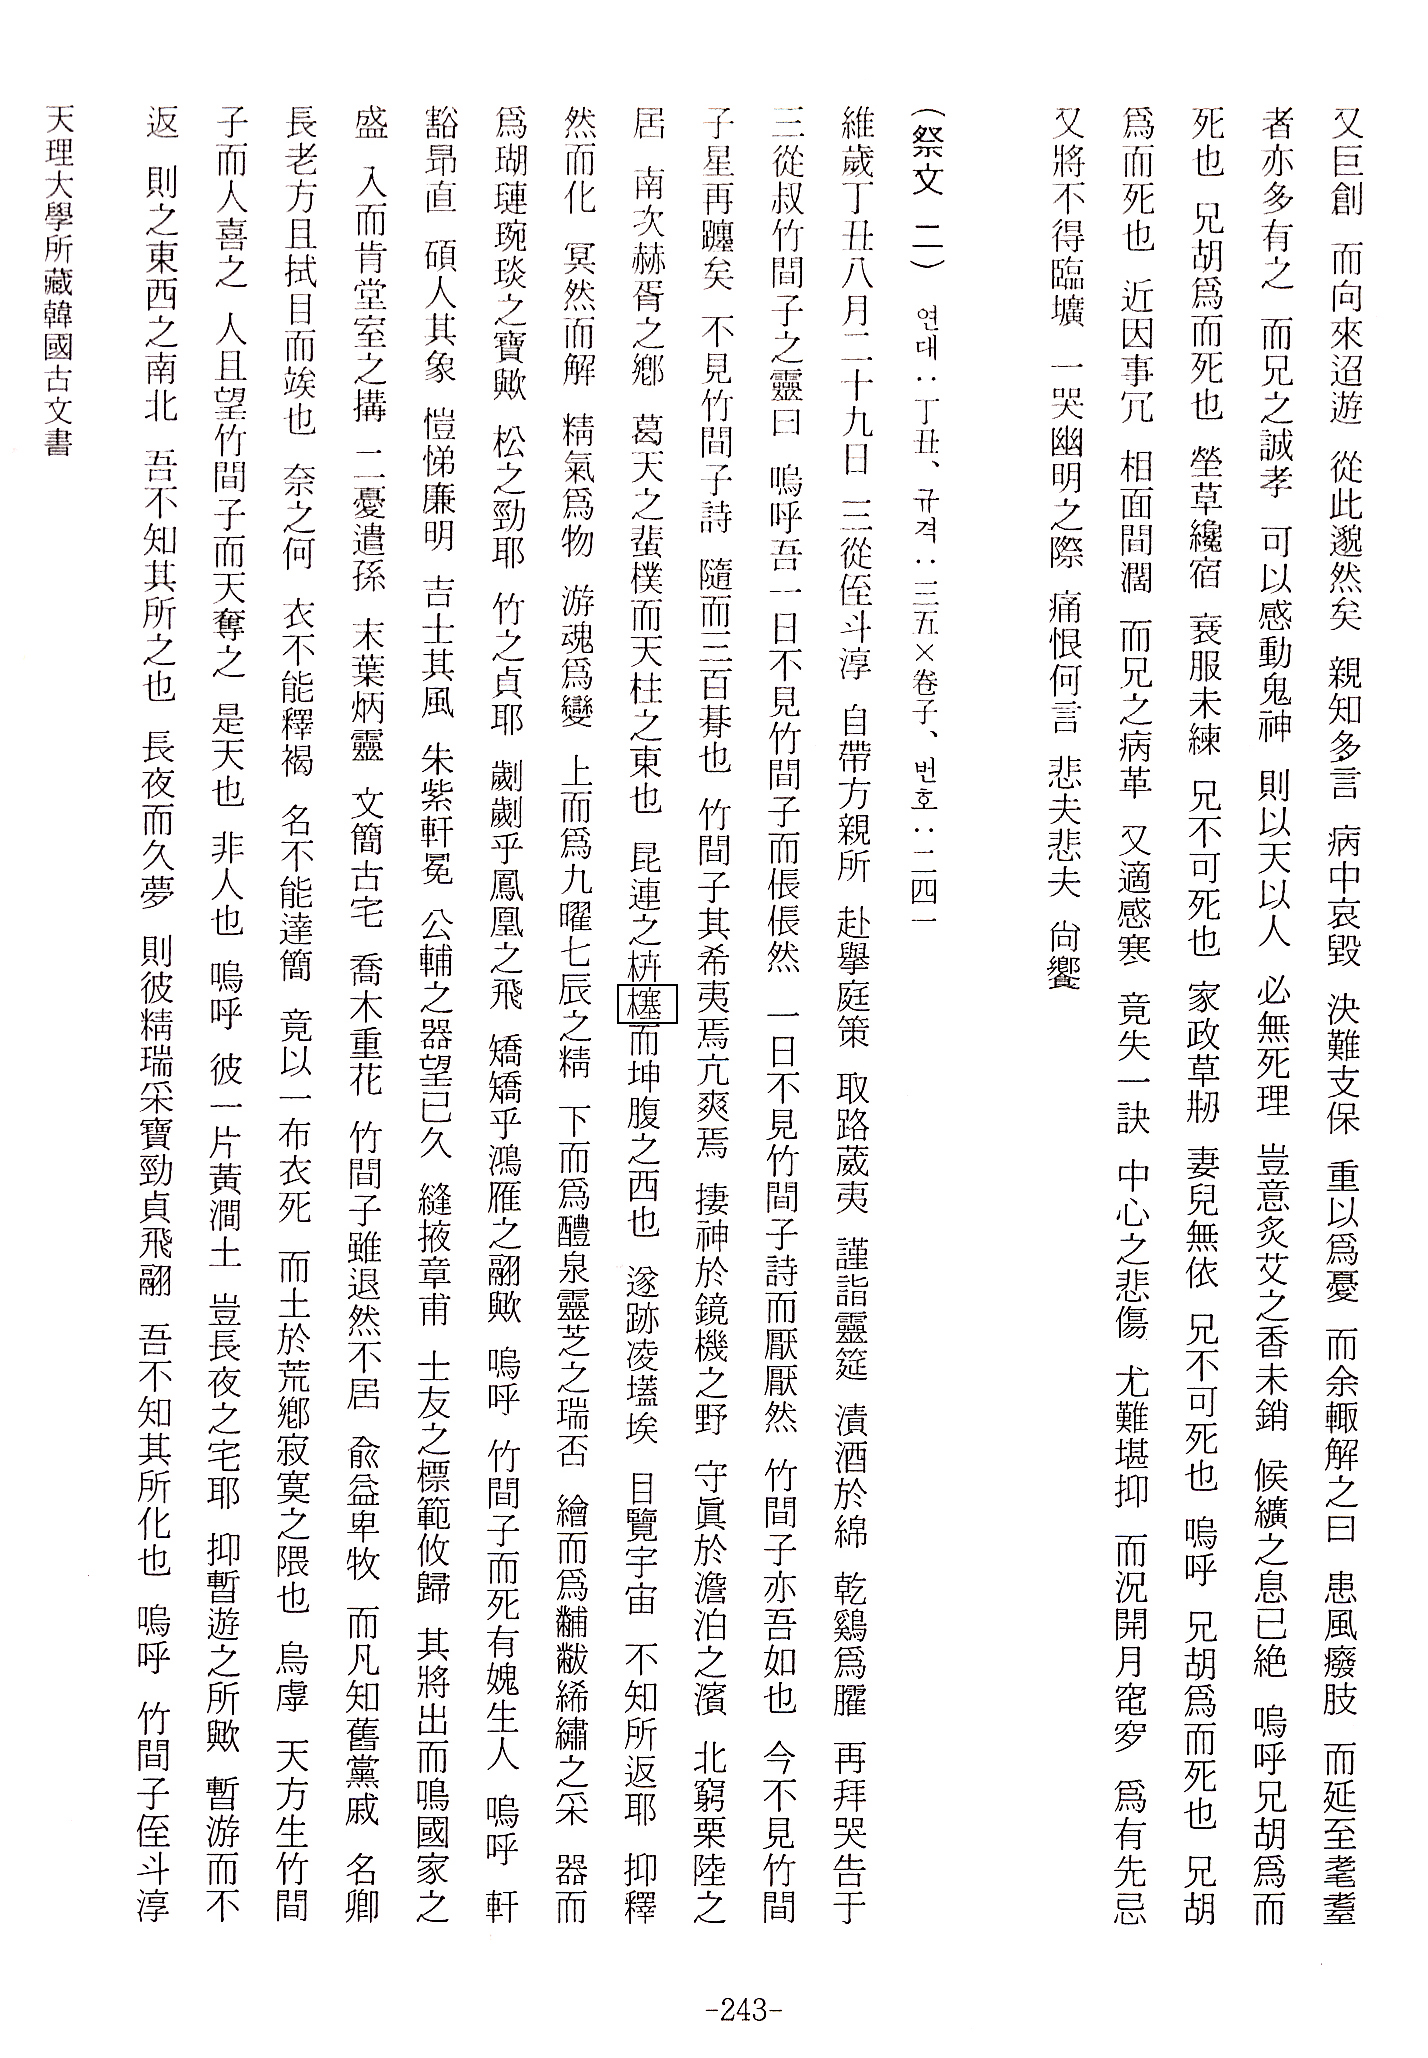 又巨創 而向來迢遊 從此邈然矣 親知多言 病中哀毀 決難支保 重以爲憂 而余輙解之曰 患風癈肢 而延至耄耋
者亦多有之 而兄之誠孝 可以感動鬼神 則以天以人 必無死理 豈意炙艾之香未銷 候纊之息已絶 嗚呼兄胡爲而
死也 兄胡爲而死也 塋草纔宿 衰服未練 兄不可死也 家政草刱 妻兒無依 兄不可死也 嗚呼 兄胡爲而死也 兄胡
爲而死也 近因事冗 相面間濶 而兄之病革 又適感寒 竟失一訣 中心之悲傷 尤難堪抑 而況開月窀穸 爲有先忌
又將不得臨壙 一哭幽明之際 痛恨何言 悲夫悲夫 尙饗
(祭文 二) 연대:丁丑、규격:三五×卷子、번호:二四一
維歲丁丑八月二十九日 三從侄斗淳 自帶方親所 赴擧庭策 取路葳夷 謹詣靈筵 漬酒於綿 乾鷄爲臛 再拜哭告于
三從叔竹間子之靈曰 嗚呼吾一日不見竹間子而倀倀然 一日不見竹間子詩而厭厭然 竹間子亦吾如也 今不見竹間
子星再躔矣 不見竹間子詩 隨而三百朞也 竹間子其希夷焉亢爽焉 捿神於鏡機之野 守眞於澹泊之濱 北窮栗陸之
居 南次赫胥之鄕 葛天之蜚樸而天柱之東也 昆連之枅櫘而坤腹之西也 遂跡凌壒埃 目覽宇宙 不知所返耶 抑釋
然而化 冥然而解 精氣爲物 游魂爲變 上而爲九曜七辰之精 下而爲醴泉靈芝之瑞否 繪而爲黼黻絺繡之采 器而
爲瑚璉琬琰之寶歟 松之勁耶 竹之貞耶 劌劌乎鳳凰之飛 矯矯乎鴻雁之翮歟 嗚呼 竹間子而死有媿生人 嗚呼 軒
豁昂直 碩人其象 愷悌廉明 吉士其風 朱紫軒冕 公輔之器望已久 縫掖章甫 士友之標範攸歸 其將出而鳴國家之
盛 入而肯堂室之搆 二憂遺孫 末葉炳靈 文簡古宅 喬木重花 竹間子雖退然不居 兪益卑牧 而凡知舊黨戚 名卿
長老方且拭目而竢也 奈之何 衣不能釋褐 名不能達簡 竟以一布衣死 而土於荒鄕寂寞之隈也 烏虖 天方生竹間
子而人喜之 人且望竹間子而天奪之 是天也 非人也 嗚呼 彼一片黃澗土 豈長夜之宅耶 抑暫遊之所歟 暫游而不
返 則之東西之南北 吾不知其所之也 長夜而久夢 則彼精瑞采寶勁貞飛翮 吾不知其所化也 嗚呼 竹間子侄斗淳
天理大學所藏韓國古文書
-243-